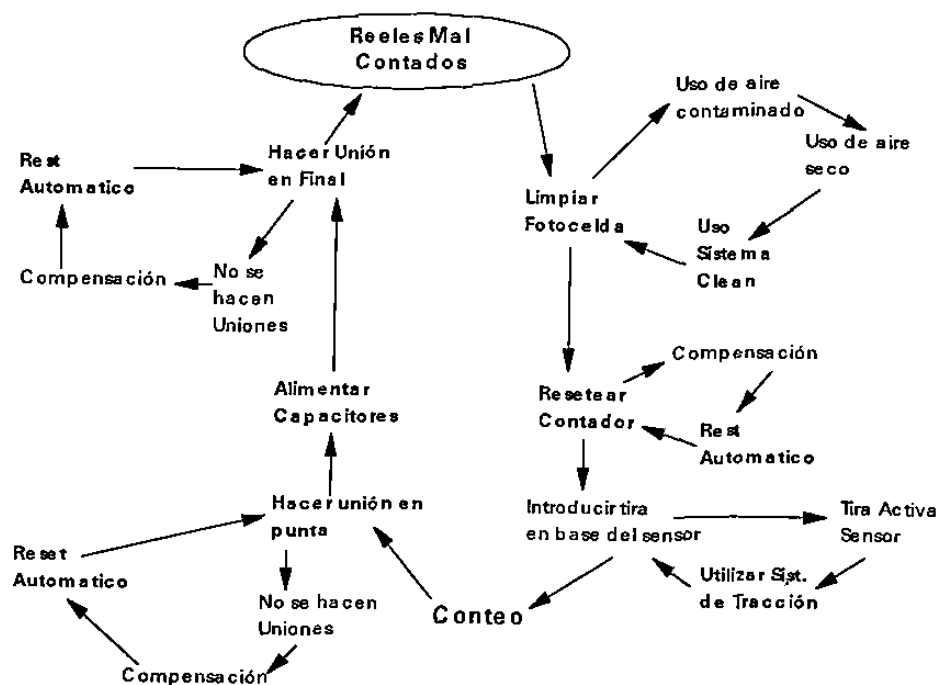 Reeles Mal
Contados
Uso de aire
contaminado
Uso de aire
seco
Hacer Unión
en Final
Rest
Automatico
Limpiar
Fotocelda
Uso
Sistema
Clean
Compensación
No se
hacen
Uniones
Compensación
Alimentar
Capacitores
Resetear
Contador
Rest
Automatico
Hacer unión en
punta
Introducir tira
en base del sensor
Tira Activa
Sensor
Reset
Automatico
Utilizar Sist.
de Tracción
No se hacen
Uniones
Conteo
Compensación